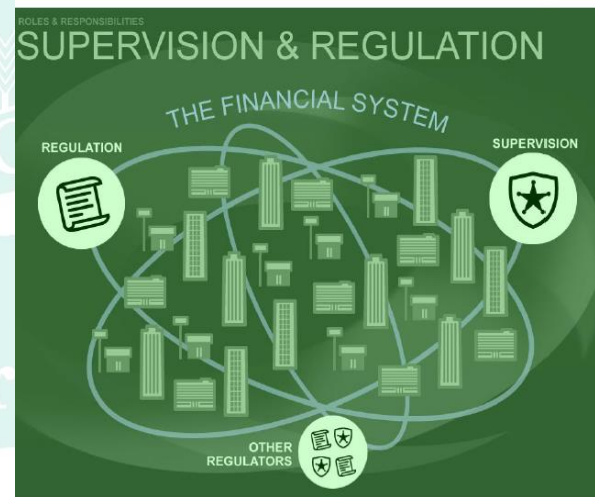 ROLES & RESPONSIBILITIES
SUPERVISION & REGULATION
THE FINANCIAL SYSTEM
REGULATION
SUPERVISION
OTHER
REGULATORS